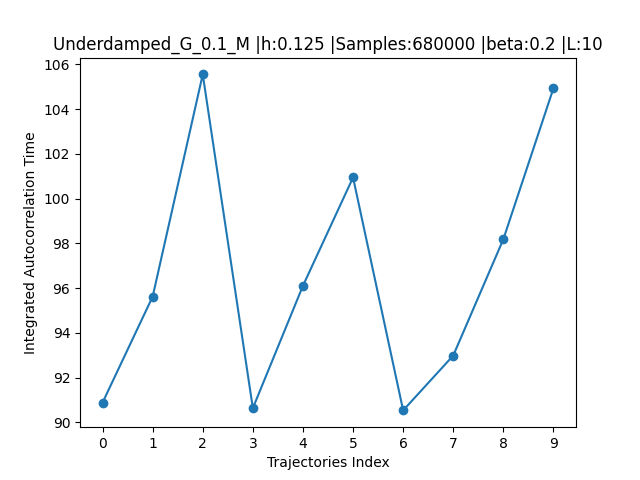 Underdamped_G_0.1_M |h:0.125 |Samples:680000 |beta:0.2 |L:10
106
104
102
100
98
96
94
92
90
Integrated Autocorrelation Time
0 1 2 3 4 5 6 7 8 9
Trajectories Index